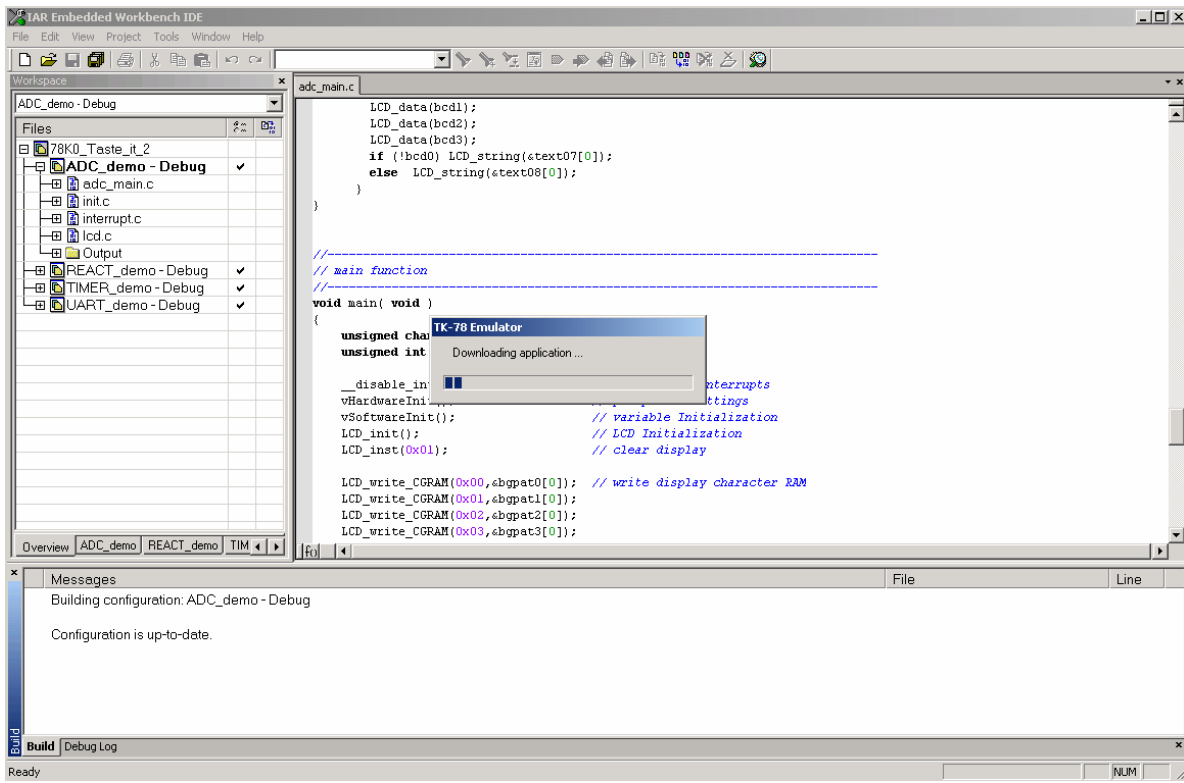 IAR Embedded Workbench IDE
File Edit View Project Tools Window Help
Workspace
adc_main.c
ADC_demo - Debug
Files
78K0_Taste_it_2
ADC_demo - Debug
adc_main.c
init.c
interrupt.c
lcd.c
Output
REACT_demo - Debug
TIMER_demo - Debug
UART_demo - Debug
Overview ADC_demo REACT_demo TIM
LCD_data(bcd1);
LCD_data(bcd2);
LCD_data(bcd3);
if (!bcd0) LCD_string(&text07[0]);
else LCD_string(&text08[0]);
}
}
//-----------------------------------------------------------------------------
// main function
//-----------------------------------------------------------------------------
void main( void )
{
unsigned cha
unsigned int
TK-78 Emulator
Downloading application ...
__disable_in nterrupts
vHardwareIni ttings
vSoftwareInit(); // variable Initialization
LCD_init(); // LCD Initialization
LCD_inst(0x01); // clear display
LCD_write_CGRAM(0x00,&bgpat0[0]); // write display character RAM
LCD_write_CGRAM(0x01,&bgpat1[0]);
LCD_write_CGRAM(0x02,&bgpat2[0]);
LCD_write_CGRAM(0x03,&bgpat3[0]);
f()
Messages File Line
Building configuration: ADC_demo - Debug
Configuration is up-to-date.
Build
Build Debug Log
Ready NUM